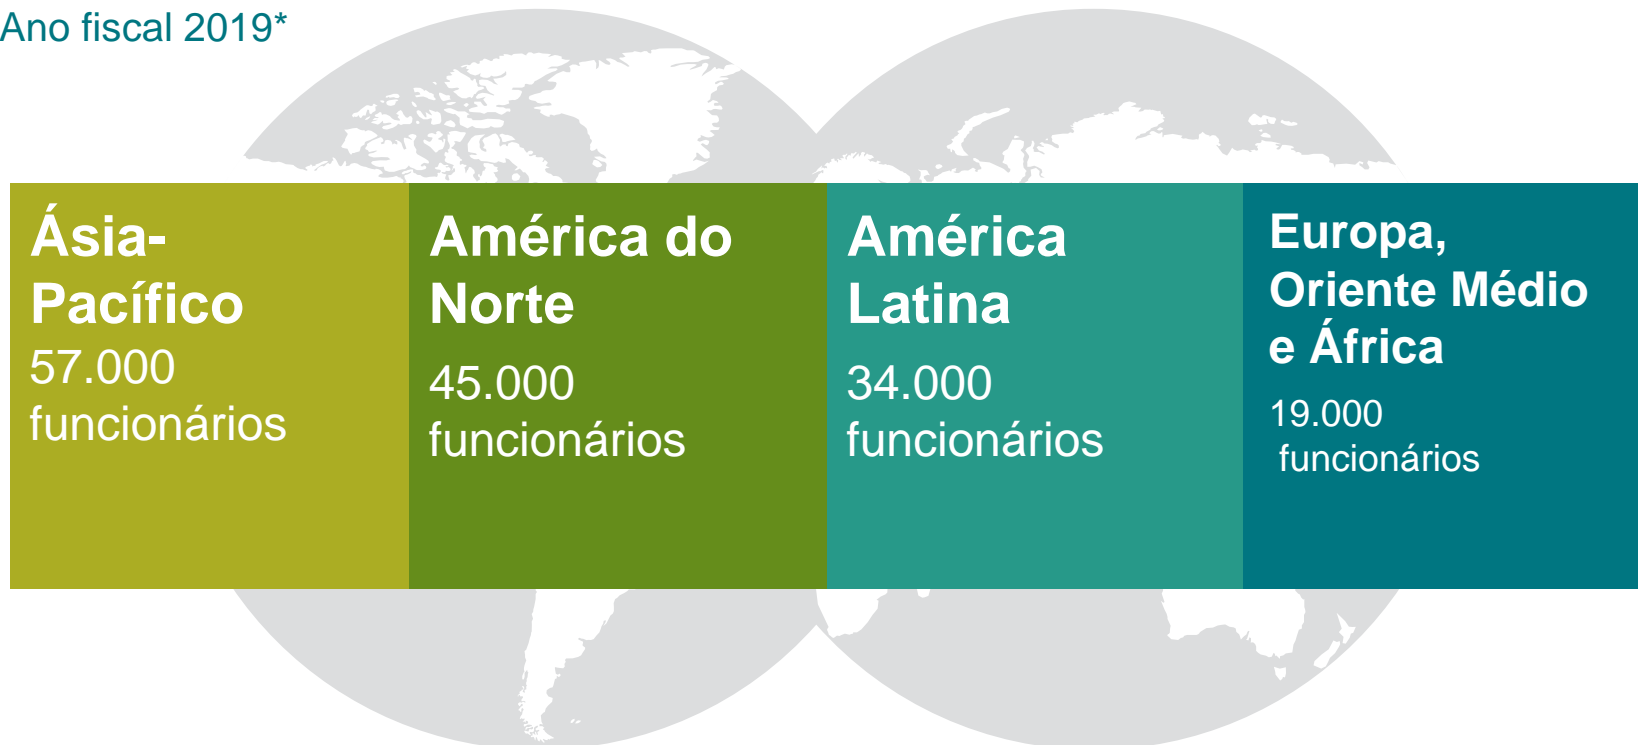 Ano fiscal 2019*
Ásia-
Pacífico
57.000
funcionários
América do
Norte
45.000
funcionários
América
Latina
34.000
funcionários
Europa,
Oriente Médio
e África
19.000
funcionários